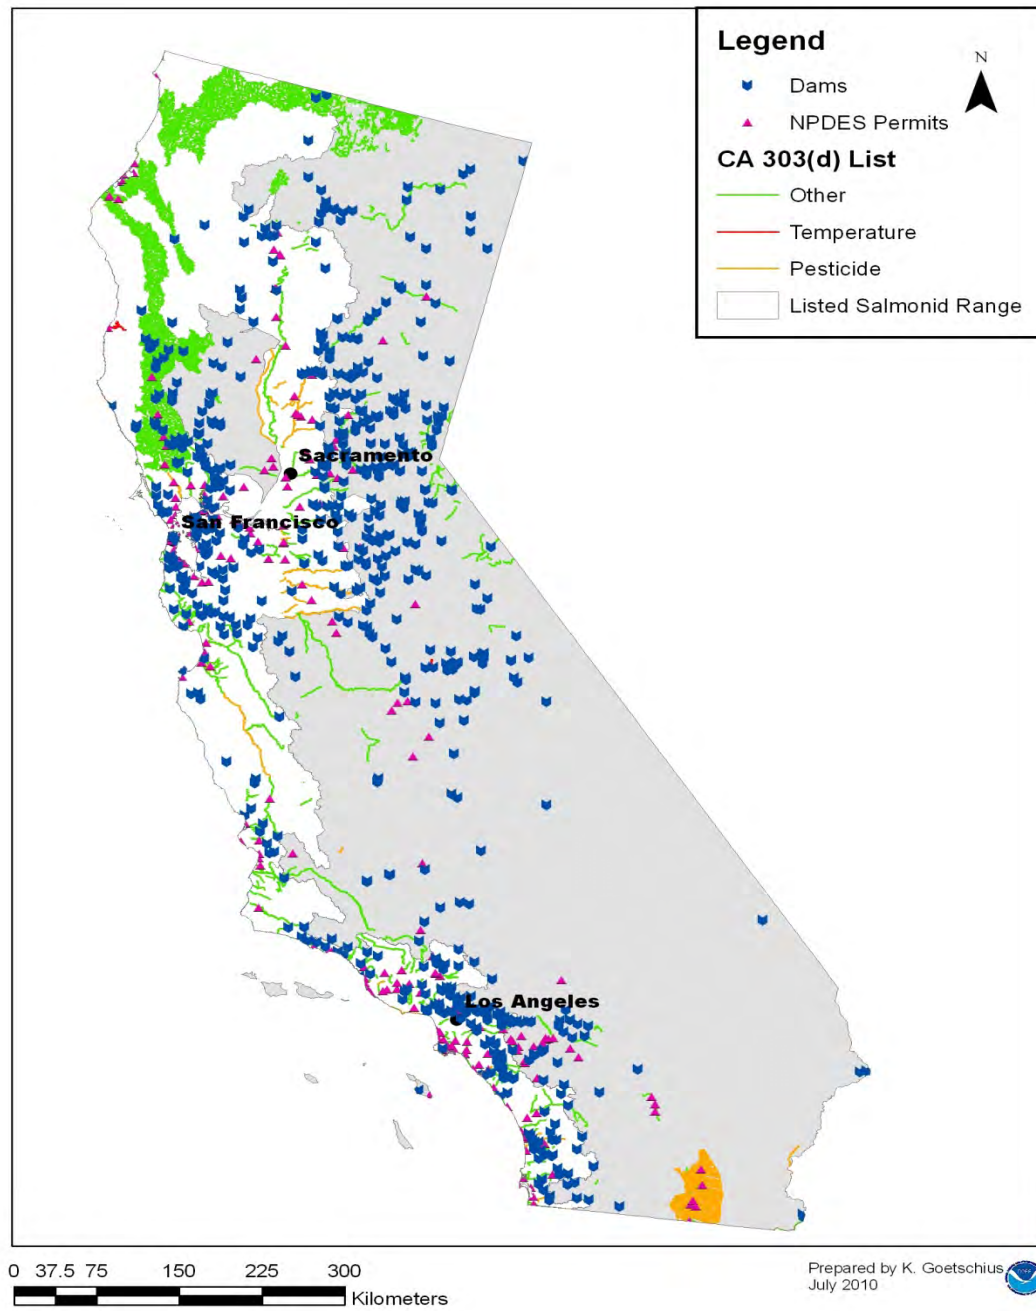 Legend
N
Dams
NPDES Permits
CA 303(d) List
Other
Temperature
Pesticide
Listed Salmonid Range
Sacramento
San Francisco
Los Angeles
0 37.5 75 150 225 300
Kilometers
Prepared by K. Goetschius
July 2010